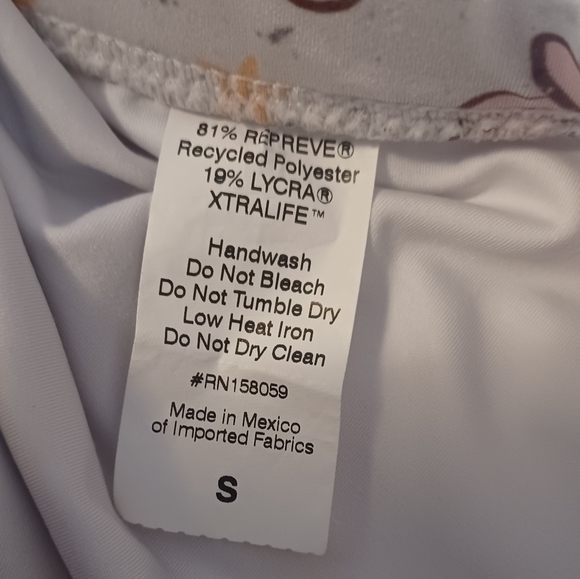 81% REPREVE®
Recycled Polyester
19% LYCRA®
XTRALIFE™
Handwash
Do Not Bleach
Do Not Tumble Dry
Low Heat Iron
Do Not Dry Clean
#RN158059
Made in Mexico
of Imported Fabrics
S